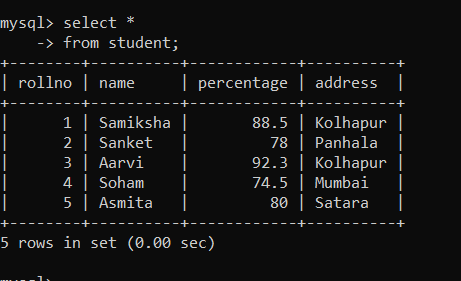 mysql> select *
    -> from student;
+--------+----------+------------+----------+
| rollno | name     | percentage | address  |
+--------+----------+------------+----------+
|      1 | Samiksha |       88.5 | Kolhapur |
|      2 | Sanket   |         78 | Panhala  |
|      3 | Aarvi    |       92.3 | Kolhapur |
|      4 | Soham    |       74.5 | Mumbai   |
|      5 | Asmita   |         80 | Satara   |
+--------+----------+------------+----------+
5 rows in set (0.00 sec)
mysql>